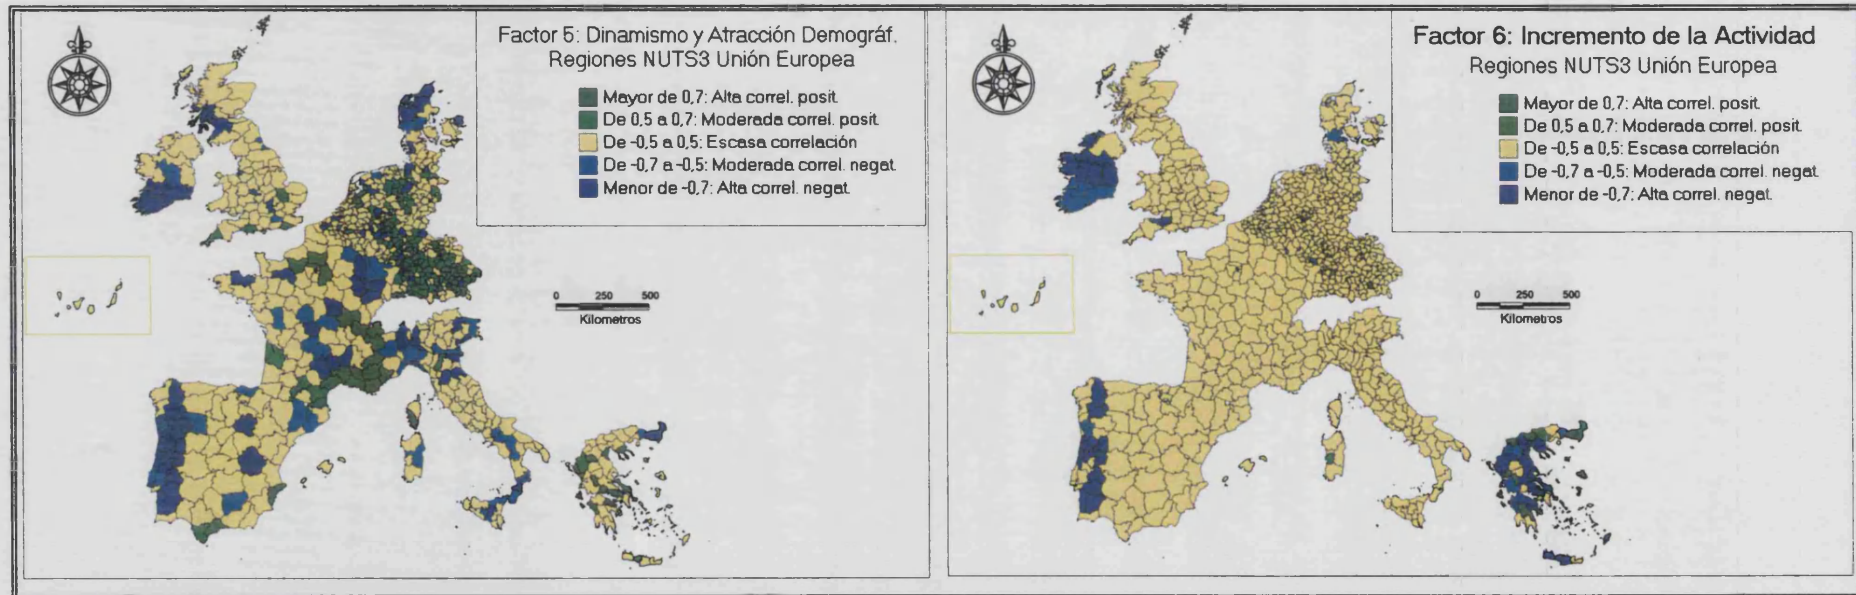 Factor 5: Dinamismo y Atracción Demográf.
Regiones NUTS3 Unión Europea
Mayor de 0,7: Alta correl. posit.
De 0,5 a 0,7: Moderada correl. posit.
De -0,5 a 0,5: Escasa correlación
De -0,7 a -0,5: Moderada correl. negat.
Menor de -0,7: Alta correl. negat.
0 250 500
Kilometros
Factor 6: Incremento de la Actividad
Regiones NUTS3 Unión Europea
Mayor de 0,7: Alta correl. posit.
De 0,5 a 0,7: Moderada correl. posit.
De -0,5 a 0,5: Escasa correlación
De -0,7 a -0,5: Moderada correl. negat.
Menor de -0,7: Alta correl. negat.
0 250 500
Kilometros